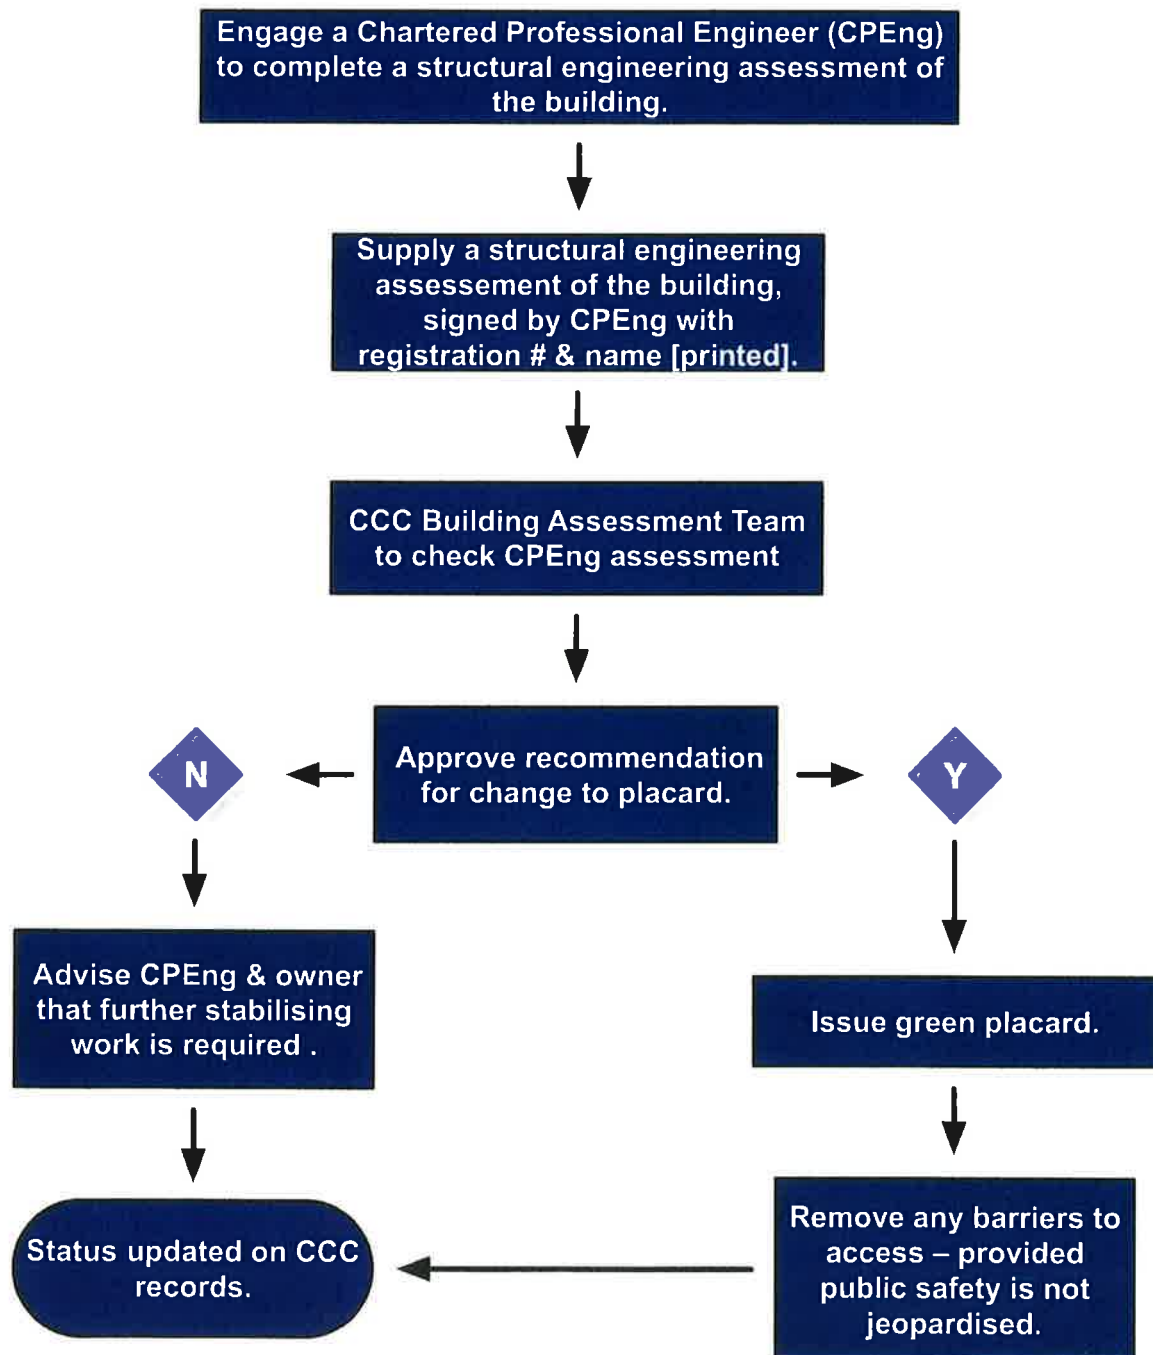 Engage a Chartered Professional Engineer (CPEng)
to complete a structural engineering assessment of
the building.
Supply a structural engineering
assessement of the building,
signed by CPEng with
registration # & name [printed].
CCC Building Assessment Team
to check CPEng assessment
Approve recommendation
for change to placard.
N
Y
Advise CPEng & owner
that further stabilising
work is required .
Issue green placard.
Remove any barriers to
access – provided
public safety is not
jeopardised.
Status updated on CCC
records.